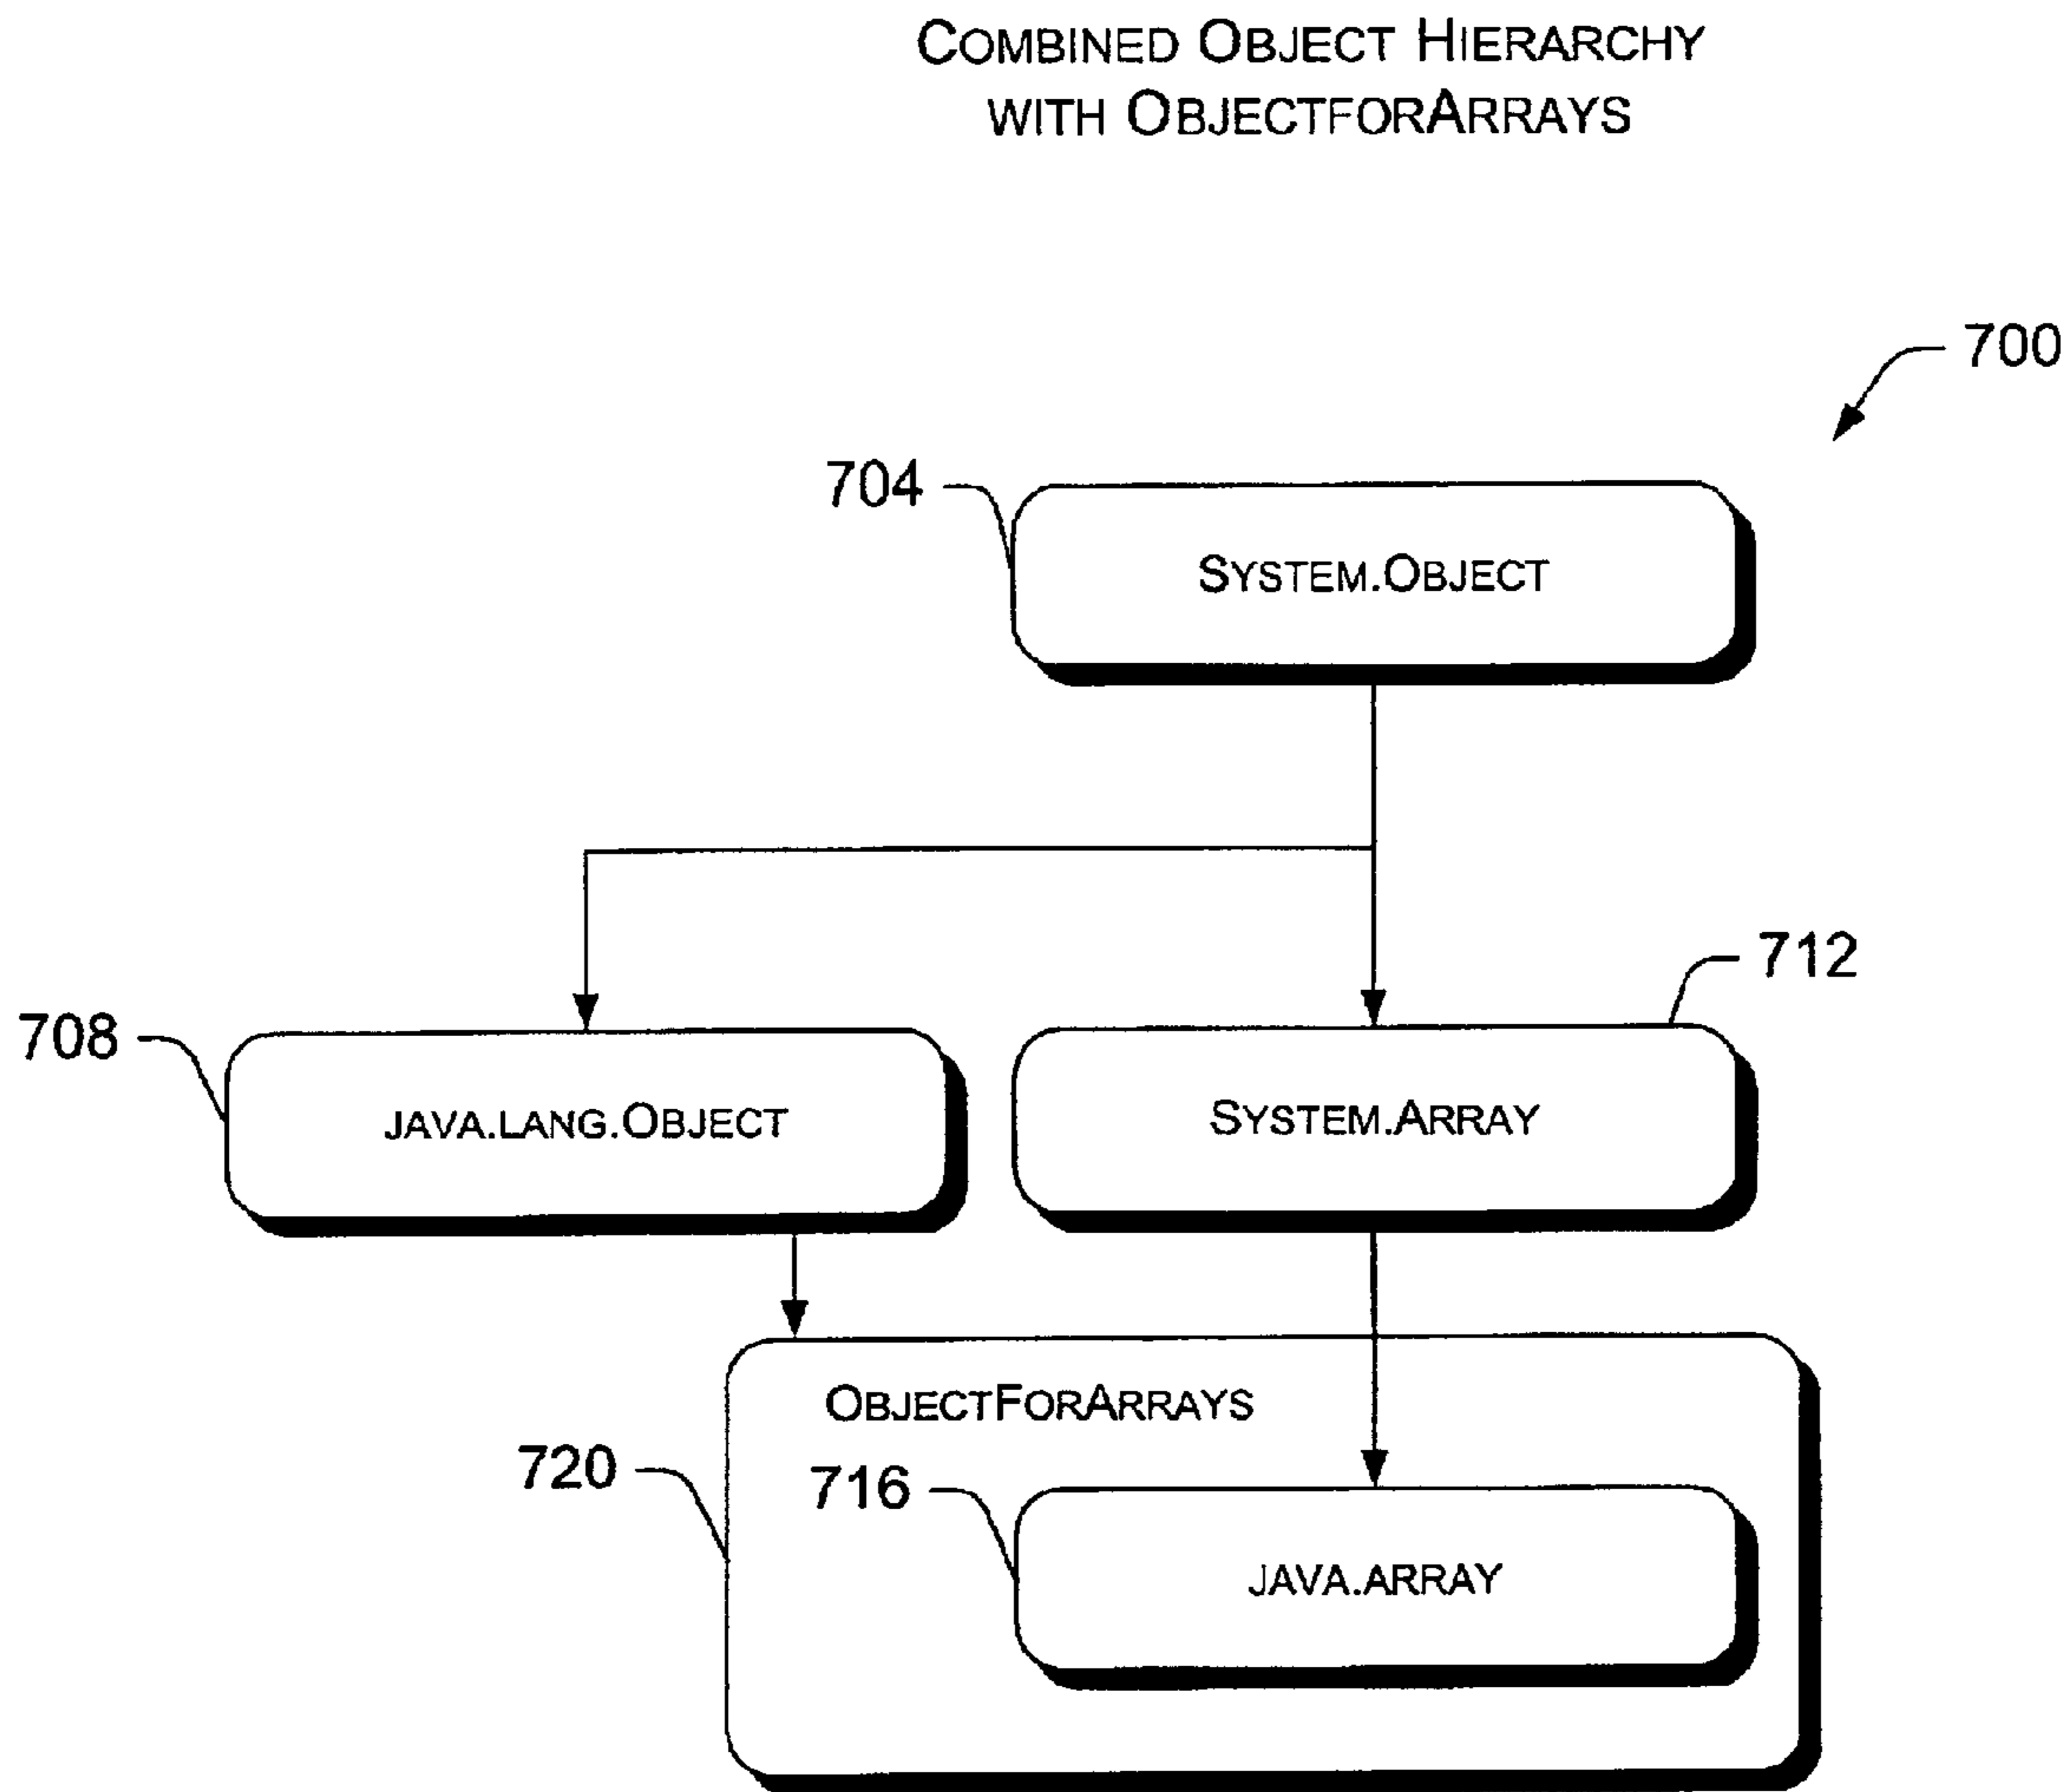 COMBINED OBJECT HIERARCHY
WITH OBJECTFORARRAYS
700
704
SYSTEM.OBJECT
712
708
JAVA.LANG.OBJECT
SYSTEM.ARRAY
OBJECTFORARRAYS
720
716
JAVA.ARRAY